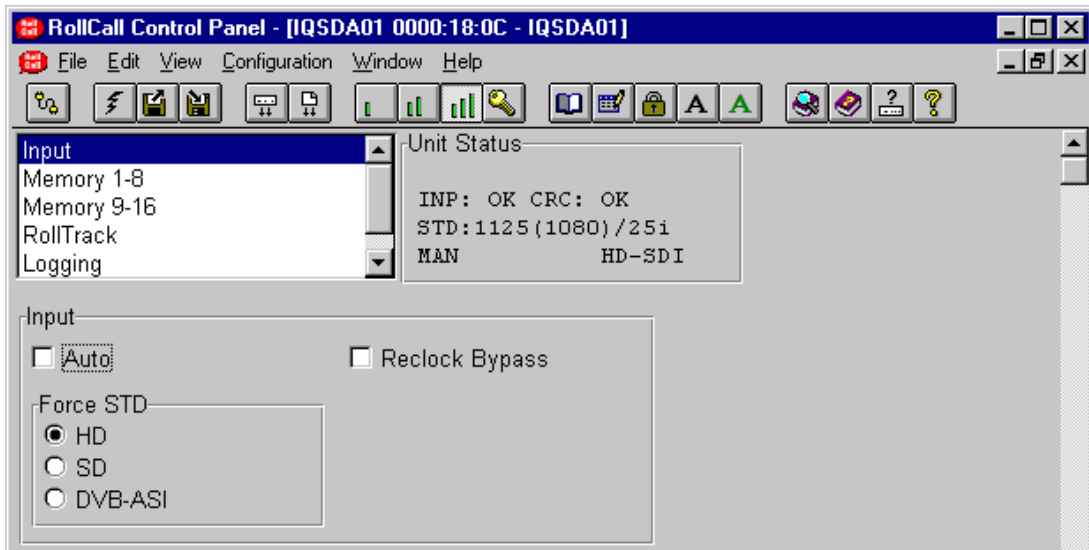 RollCall Control Panel - [IQSDA01 0000:18:0C - IQSDA01]
File Edit View Configuration Window Help
A A
Input
Memory 1-8
Memory 9-16
RollTrack
Logging
Unit Status
INP: OK CRC: OK
STD:1125(1080)/25i
MAN HD-SDI
Input
Auto Reclock Bypass
Force STD
HD
SD
DVB-ASI